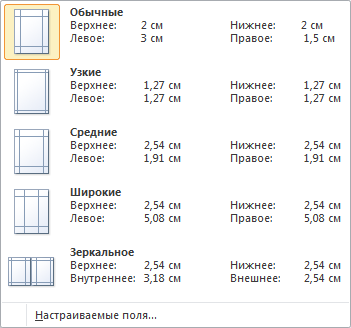 Обычные
Верхнее: 2 см Нижнее: 2 см
Левое: 3 см Правое: 1,5 см
Узкие
Верхнее: 1,27 см Нижнее: 1,27 см
Левое: 1,27 см Правое: 1,27 см
Средние
Верхнее: 2,54 см Нижнее: 2,54 см
Левое: 1,91 см Правое: 1,91 см
Широкие
Верхнее: 2,54 см Нижнее: 2,54 см
Левое: 5,08 см Правое: 5,08 см
Зеркальное
Верхнее: 2,54 см Нижнее: 2,54 см
Внутреннее: 3,18 см Внешнее: 2,54 см
Настраиваемые поля...